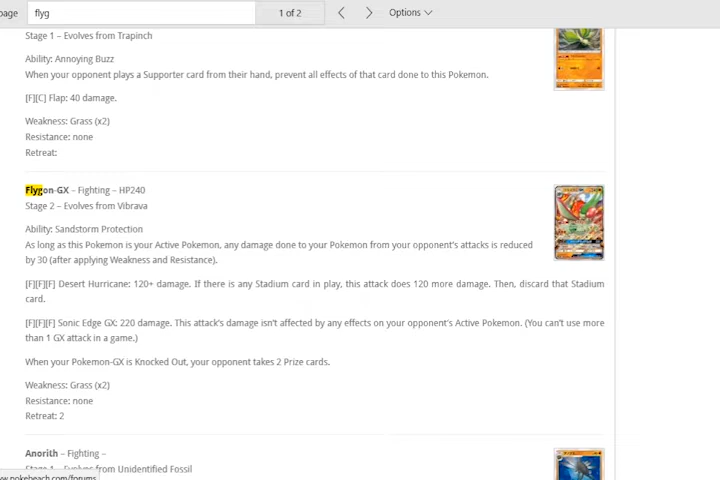 page flyg 1 of 2 Options
Stage 1 – Evolves from Trapinch
Ability: Annoying Buzz
When your opponent plays a Supporter card from their hand, prevent all effects of that card done to this Pokemon.
[F][C] Flap: 40 damage.
Weakness: Grass (x2)
Resistance: none
Retreat:
Flygon-GX – Fighting – HP240
Stage 2 – Evolves from Vibrava
Ability: Sandstorm Protection
As long as this Pokemon is your Active Pokemon, any damage done to your Pokemon from your opponent's attacks is reduced
by 30 (after applying Weakness and Resistance).
[F][F][F] Desert Hurricane: 120+ damage. If there is any Stadium card in play, this attack does 120 more damage. Then, discard that Stadium
card.
[F][F][F] Sonic Edge GX: 220 damage. This attack's damage isn't affected by any effects on your opponent's Active Pokemon. (You can't use more
than 1 GX attack in a game.)
When your Pokemon-GX is Knocked Out, your opponent takes 2 Prize cards.
Weakness: Grass (x2)
Resistance: none
Retreat: 2
Anorith – Fighting –
Stage 1 – Evolves from Unidentified Fossil
ww.pokebeach.com/forums